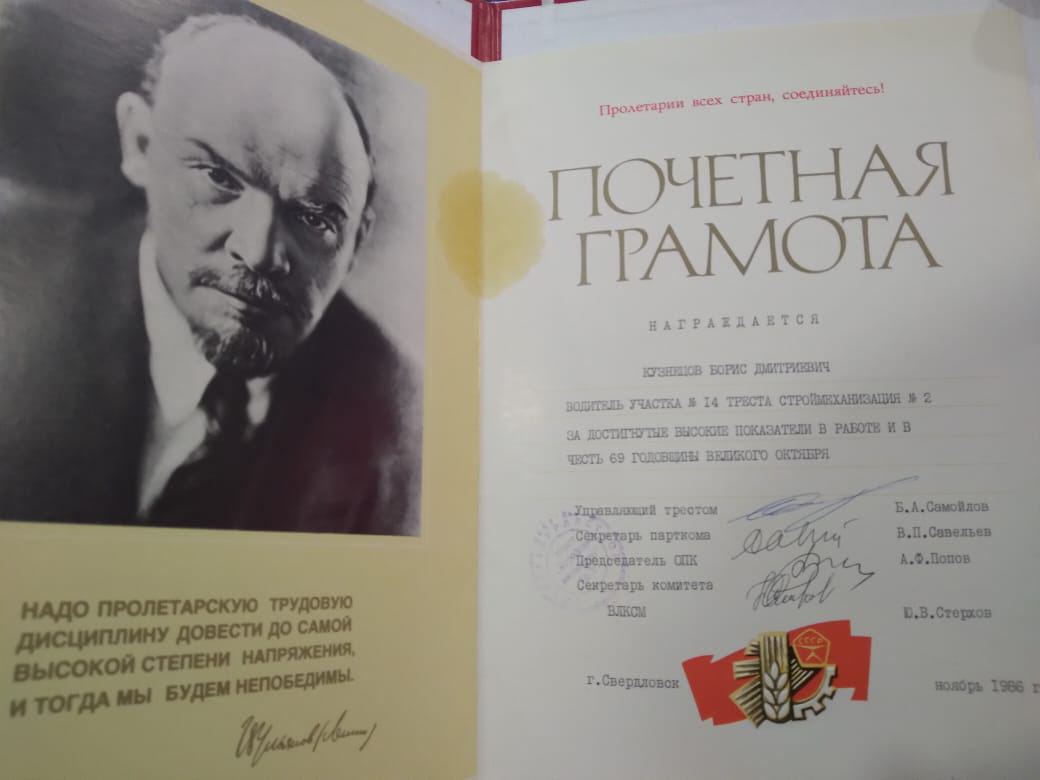 НАДО ПРОЛЕТАРСКУЮ ТРУДОВУЮ
ДИСЦИПЛИНУ ДОВЕСТИ ДО САМОЙ
ВЫСОКОЙ СТЕПЕНИ НАПРЯЖЕНИЯ,
И ТОГДА МЫ БУДЕМ НЕПОБЕДИМЫ.
Пролетарии всех стран, соединяйтесь!
ПОЧЕТНАЯ
ГРАМОТА
НАГРАЖДАЕТСЯ
КУЗНЕЦОВ БОРИС ДМИТРИЕВИЧ
ВОДИТЕЛЬ УЧАСТКА № 14 ТРЕСТА СТРОЙМЕХАНИЗАЦИЯ № 2
ЗА ДОСТИГНУТЫЕ ВЫСОКИЕ ПОКАЗАТЕЛИ В РАБОТЕ И В
ЧЕСТЬ 69 ГОДОВЩИНЫ ВЕЛИКОГО ОКТЯБРЯ
Управляющий трестом Б.А.Самойлов
Секретарь парткома В.П.Савельев
Председатель ОПК А.Ф.Попов
Секретарь комитета
ВЛКСМ Ю.В.Стерхов
СССР
г.Свердловск ноябрь 1986 г